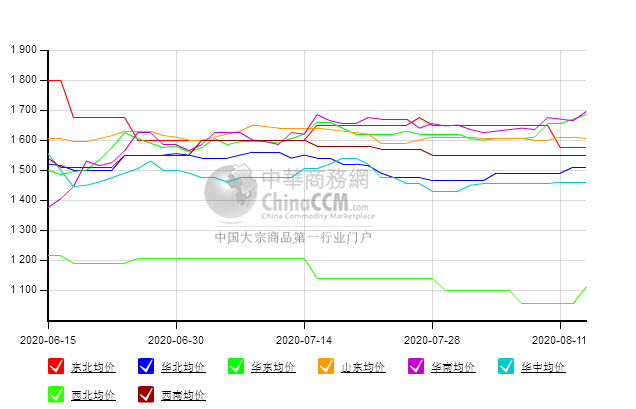 1 900
1 800
1 700
1 600
1 500
1 400
1 300
1 200
1 100
中華商務網
ChinaCCM.com
China Commodity Marketplace
中国大宗商品第一行业门户
2020-06-15 2020-06-30 2020-07-14 2020-07-28 2020-08-11
东北均价 华北均价 华东均价 山东均价 华南均价 华中均价
西北均价 西南均价